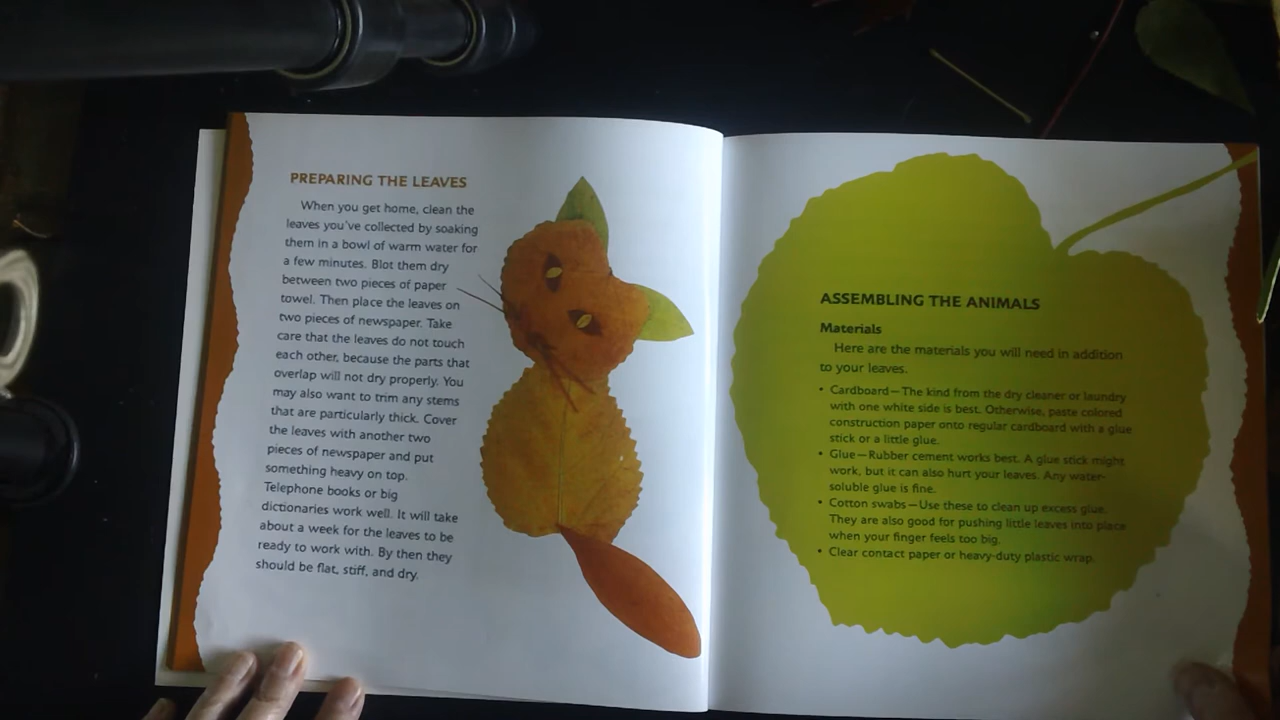 PREPARING THE LEAVES
When you get home, clean the
leaves you've collected by soaking
them in a bowl of warm water for
a few minutes. Blot them dry
between two pieces of paper
towel. Then place the leaves on
two pieces of newspaper. Take
care that the leaves do not touch
each other, because the parts that
overlap will not dry properly. You
may also want to trim any stems
that are particularly thick. Cover
the leaves with another two
pieces of newspaper and put
something heavy on top.
Telephone books or big
dictionaries work well. It will take
about a week for the leaves to be
ready to work with. By then they
should be flat, stiff, and dry.
ASSEMBLING THE ANIMALS
Materials
Here are the materials you will need in addition
to your leaves.
• Cardboard—The kind from the dry cleaner or laundry
with one white side is best. Otherwise, paste colored
construction paper onto regular cardboard with a glue
stick or a little glue.
• Glue—Rubber cement works best. A glue stick might
work, but it can also hurt your leaves. Any water-
soluble glue is fine.
• Cotton swabs—Use these to clean up excess glue.
They are also good for pushing little leaves into place
when your finger feels too big.
• Clear contact paper or heavy-duty plastic wrap.